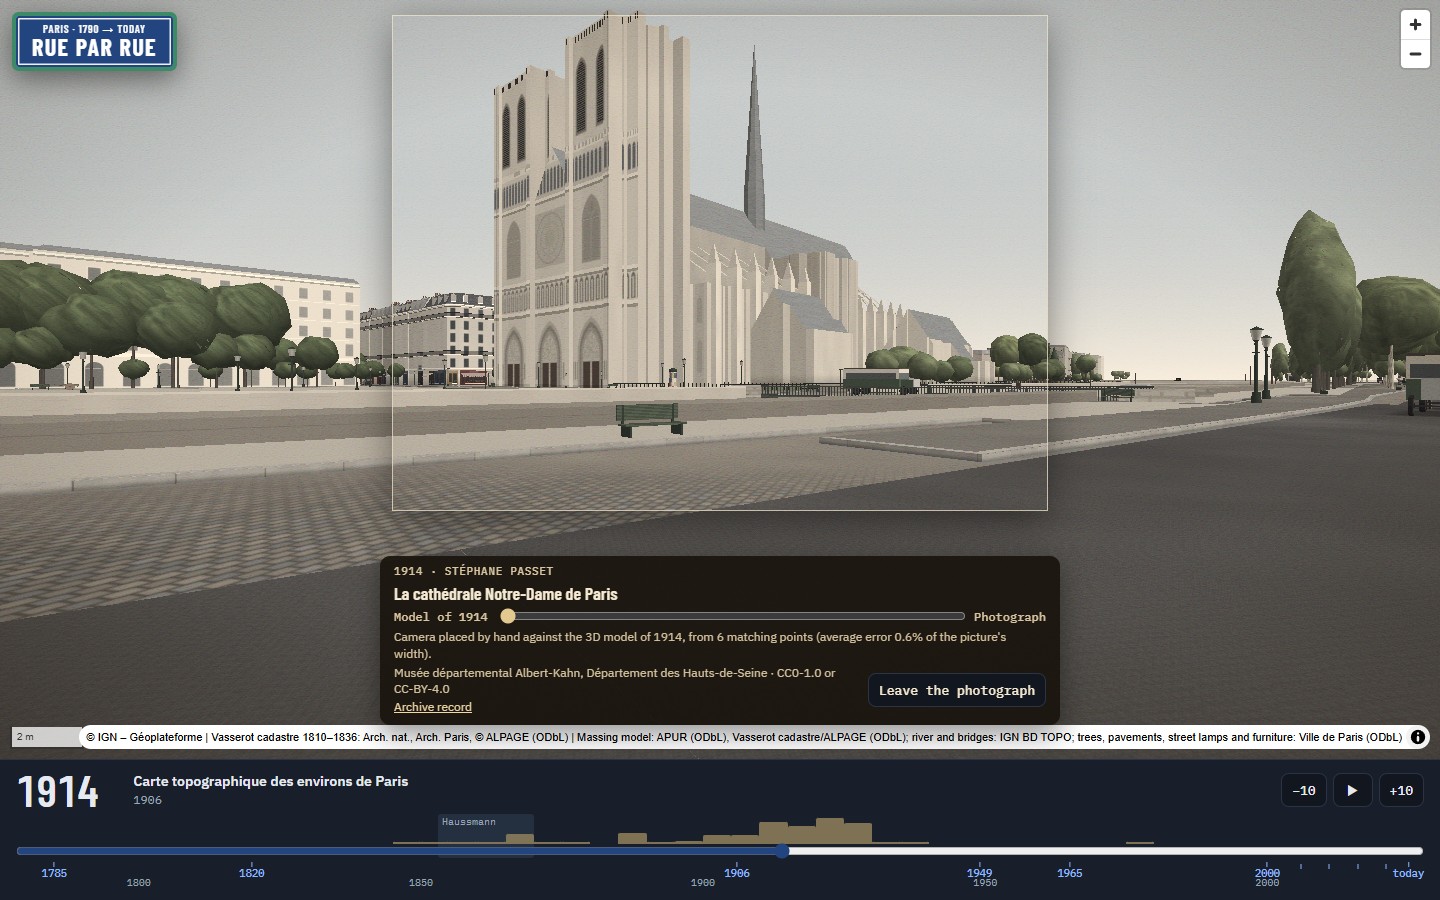 PARIS · 1790 → TODAY
RUE PAR RUE
+
−
1914 · STÉPHANE PASSET
La cathédrale Notre-Dame de Paris
Model of 1914
Photograph
Camera placed by hand against the 3D model of 1914, from 6 matching points (average error 0.6% of the picture's
width).
Musée départemental Albert-Kahn, Département des Hauts-de-Seine · CC0-1.0 or
CC-BY-4.0
Archive record
Leave the photograph
2 m
© IGN – Géoplateforme | Vasserot cadastre 1810–1836: Arch. nat., Arch. Paris, © ALPAGE (ODbL) | Massing model: APUR (ODbL), Vasserot cadastre/ALPAGE (ODbL); river and bridges: IGN BD TOPO; trees, pavements, street lamps and furniture: Ville de Paris (ODbL)
1914
Carte topographique des environs de Paris
1906
−10
+10
Haussmann
1785
1820
1906
1949
1965
2000
today
1800
1850
1900
1950
2000